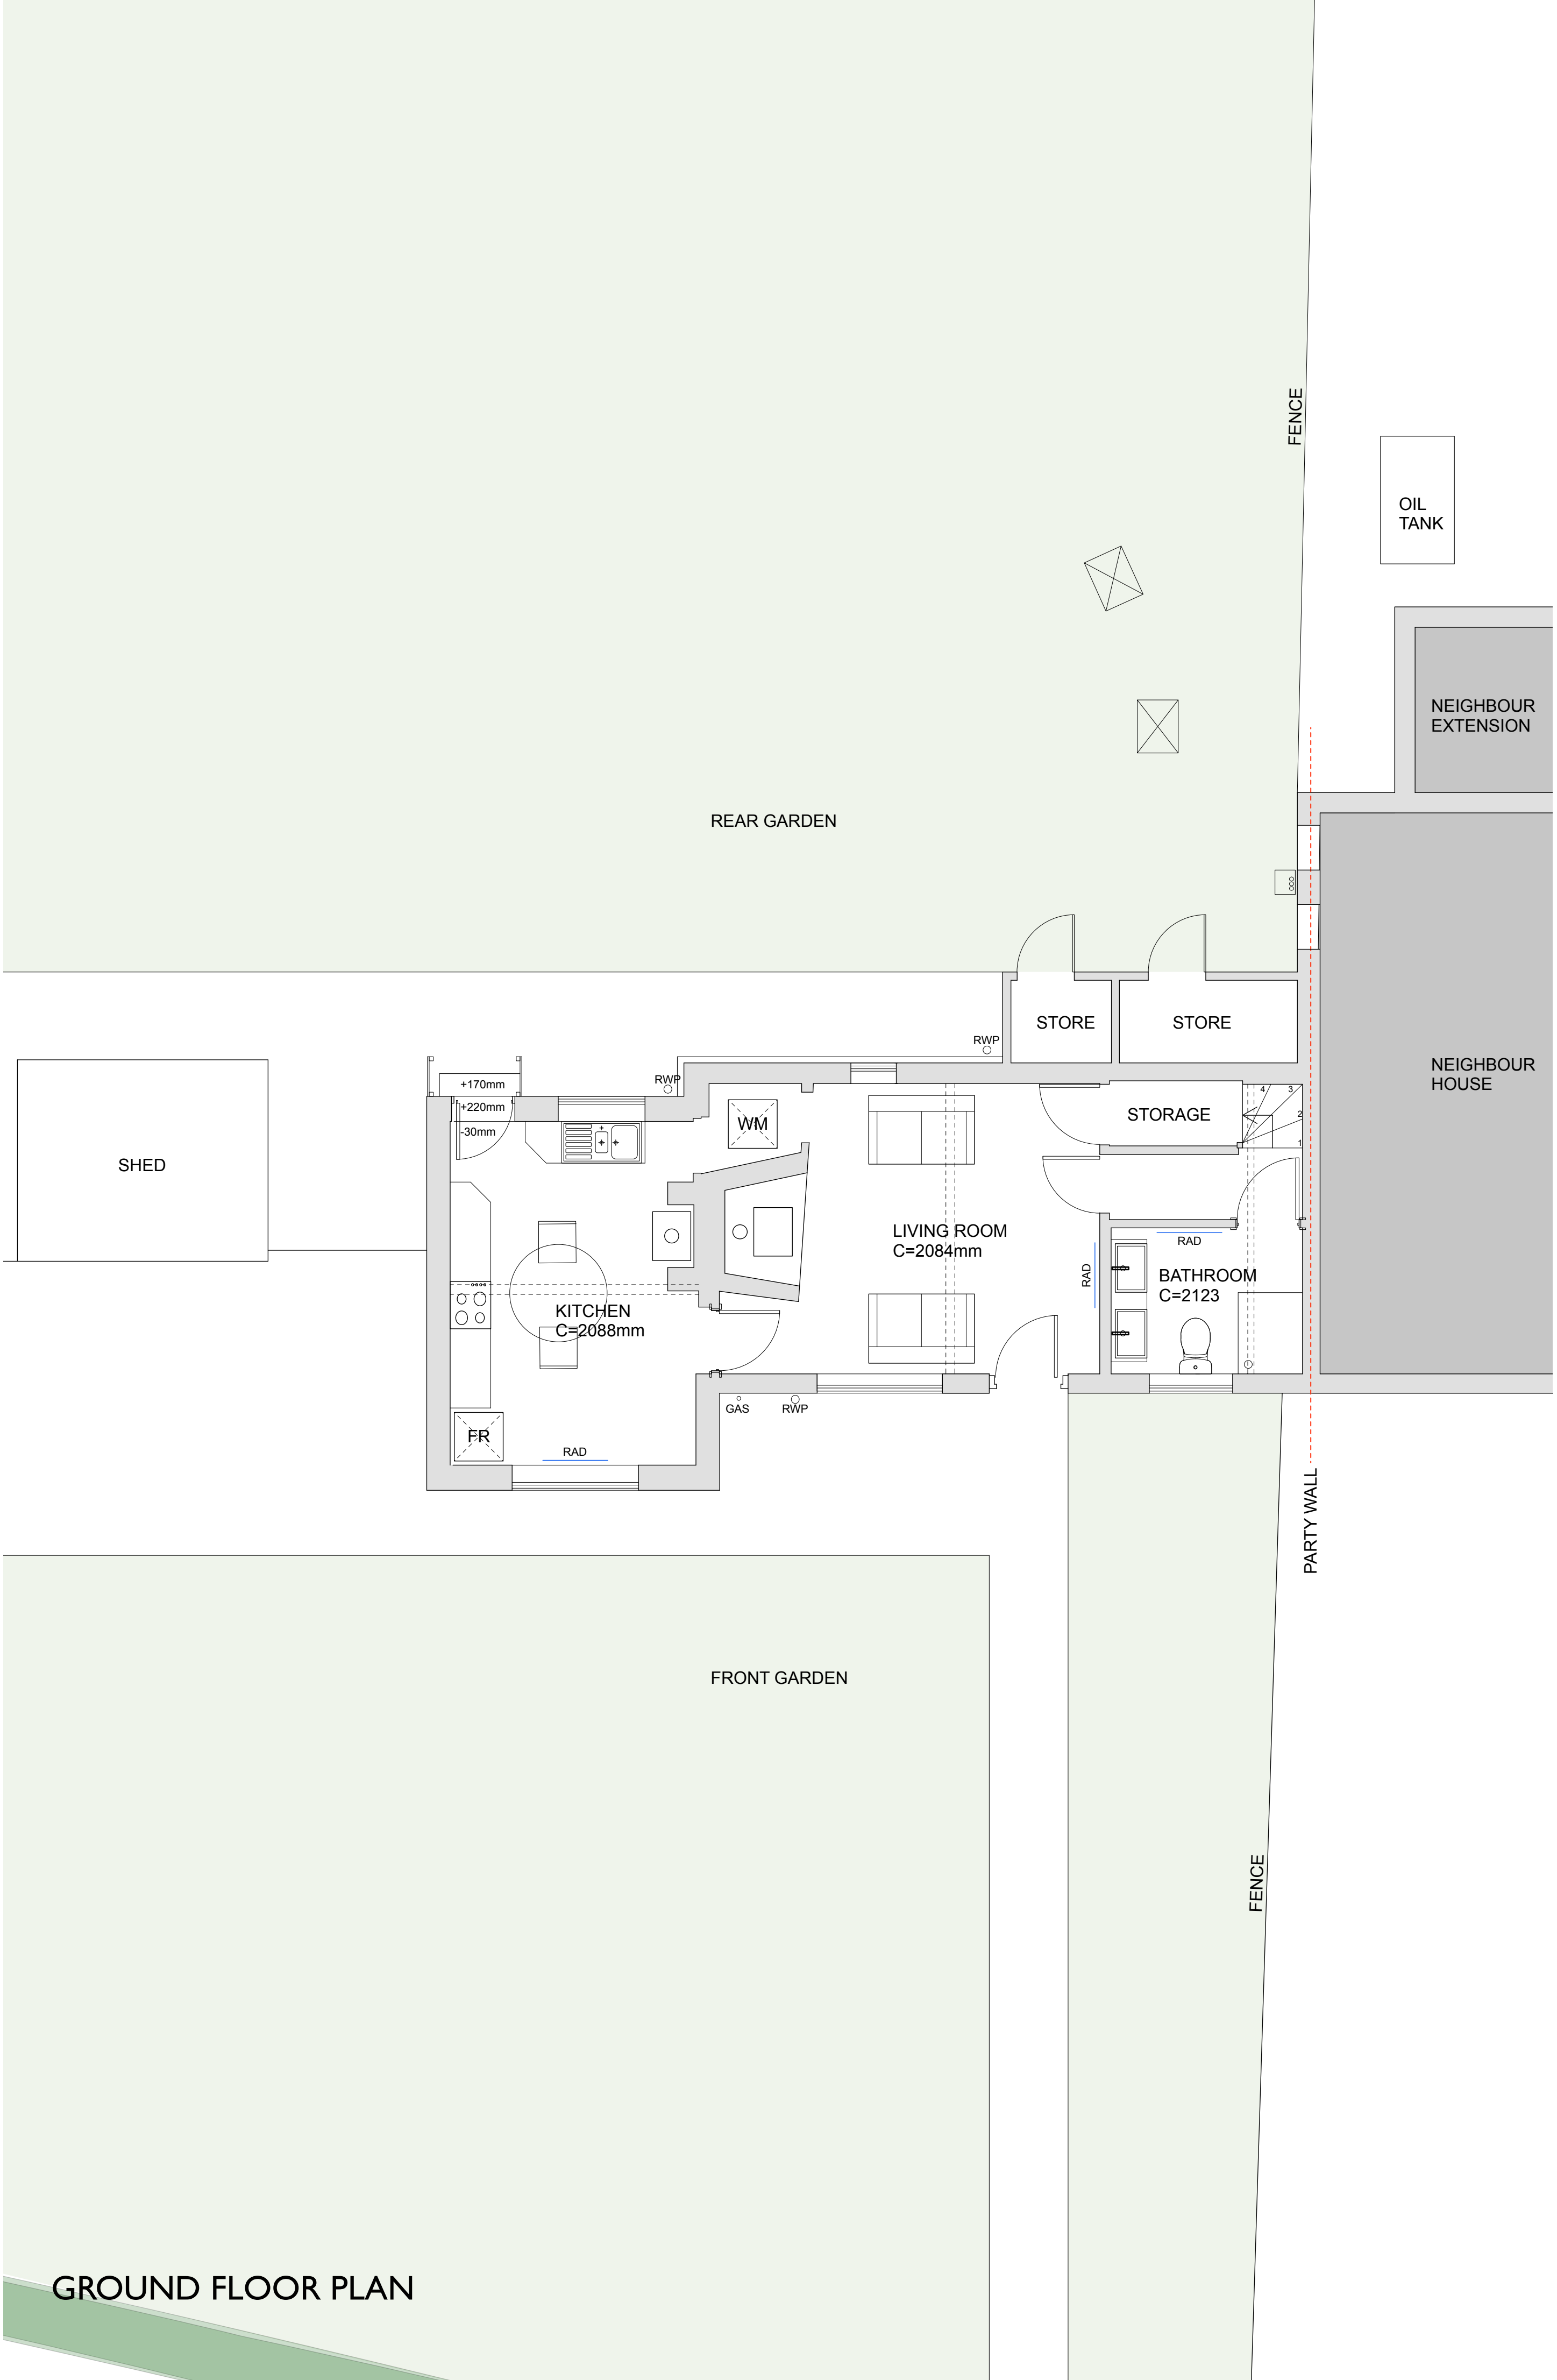 FENCE
OIL
TANK
NEIGHBOUR
EXTENSION
REAR GARDEN
STORE
STORE
RWP
NEIGHBOUR
HOUSE
RWP
+170mm
+220mm
-30mm
WM
STORAGE
4
3
2
1
SHED
LIVING ROOM
C=2084mm
RAD
RAD
BATHROOM
C=2123
KITCHEN
C=2088mm
GAS
RWP
FR
RAD
PARTY WALL
FRONT GARDEN
FENCE
GROUND FLOOR PLAN